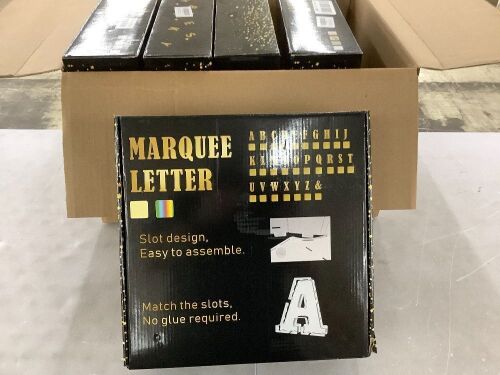 MARQUEE
LETTER
A B C D E F G H I J
K L M N O P Q R S T
U V W X Y Z &
Slot design,
Easy to assemble.
Match the slots,
No glue required.
A